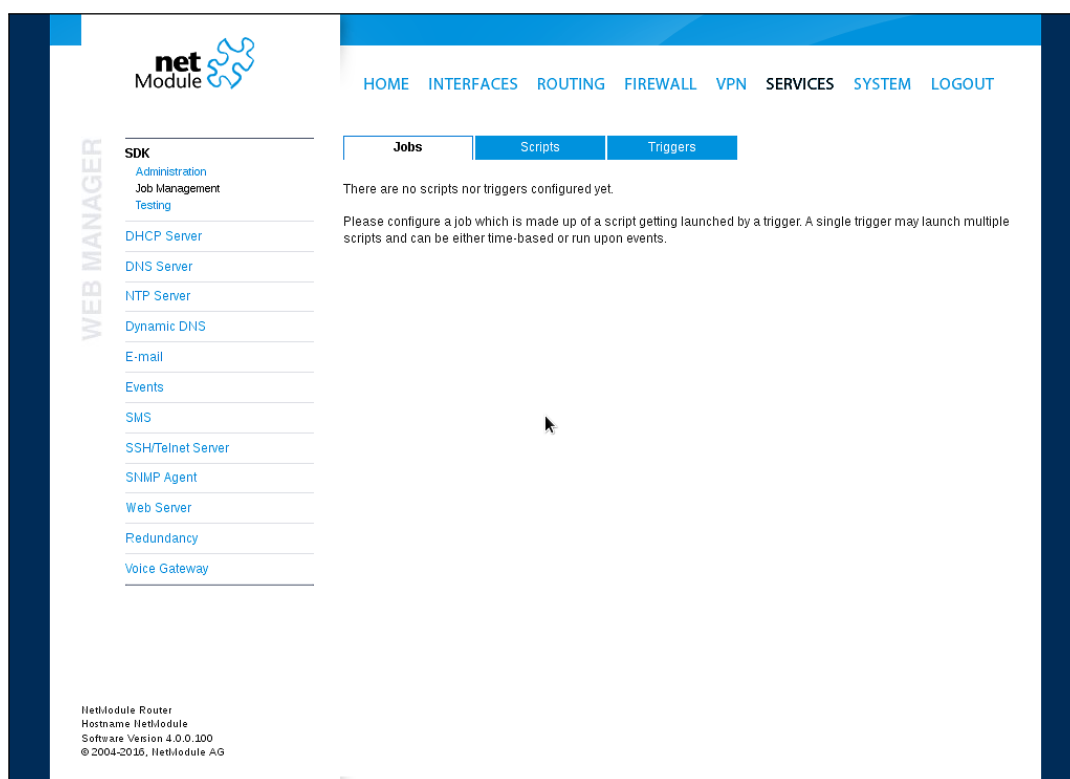 net
Module
HOME INTERFACES ROUTING FIREWALL VPN SERVICES SYSTEM LOGOUT
WEB MANAGER
SDK
Administration
Job Management
Testing
DHCP Server
DNS Server
NTP Server
Dynamic DNS
E-mail
Events
SMS
SSH/Telnet Server
SNMP Agent
Web Server
Redundancy
Voice Gateway
Jobs Scripts Triggers
There are no scripts nor triggers configured yet.
Please configure a job which is made up of a script getting launched by a trigger. A single trigger may launch multiple
scripts and can be either time-based or run upon events.
NetModule Router
Hostname NetModule
Software Version 4.0.0.100
© 2004-2016, NetModule AG